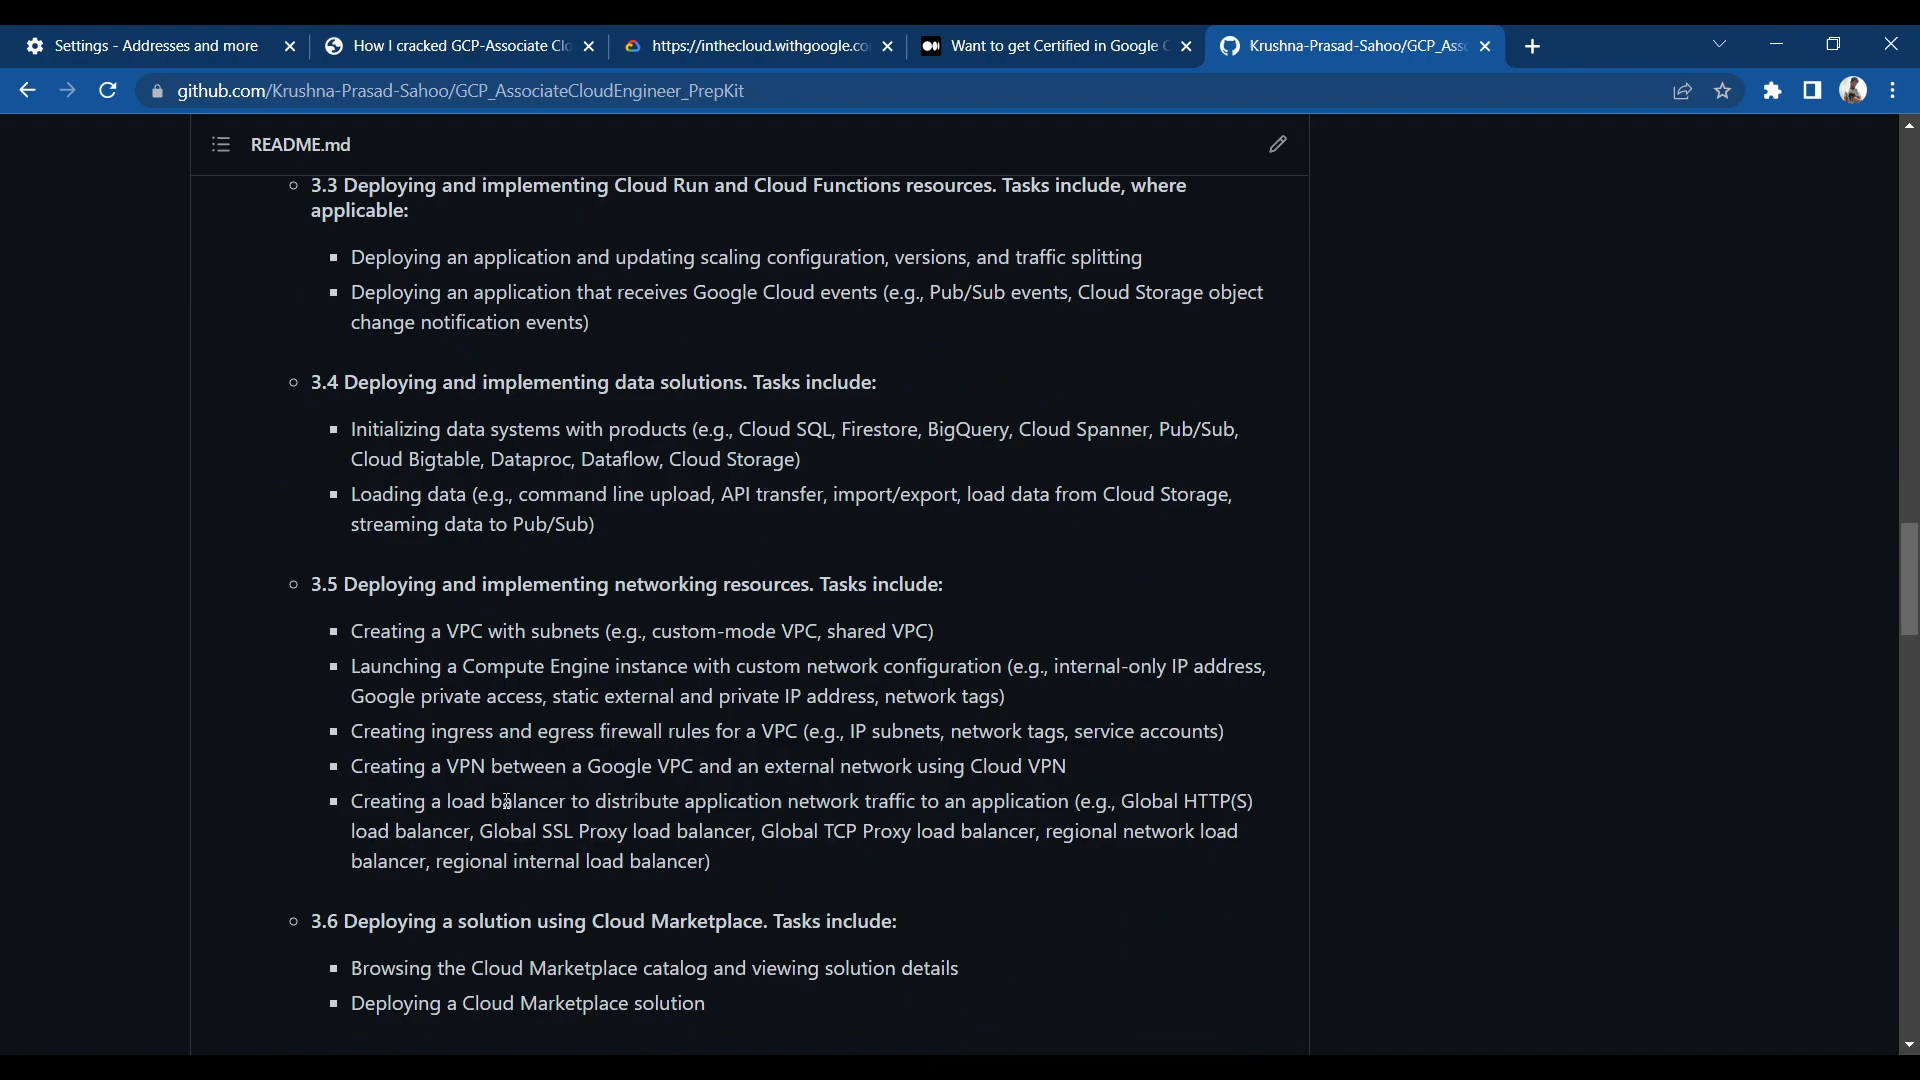 Settings - Addresses and more
How I cracked GCP-Associate Clo
https://inthecloud.withgoogle.co
Want to get Certified in Google C
Krushna-Prasad-Sahoo/GCP_Asso
github.com/Krushna-Prasad-Sahoo/GCP_AssociateCloudEngineer_PrepKit
README.md
3.3 Deploying and implementing Cloud Run and Cloud Functions resources. Tasks include, where
applicable:
Deploying an application and updating scaling configuration, versions, and traffic splitting
Deploying an application that receives Google Cloud events (e.g., Pub/Sub events, Cloud Storage object
change notification events)
3.4 Deploying and implementing data solutions. Tasks include:
Initializing data systems with products (e.g., Cloud SQL, Firestore, BigQuery, Cloud Spanner, Pub/Sub,
Cloud Bigtable, Dataproc, Dataflow, Cloud Storage)
Loading data (e.g., command line upload, API transfer, import/export, load data from Cloud Storage,
streaming data to Pub/Sub)
3.5 Deploying and implementing networking resources. Tasks include:
Creating a VPC with subnets (e.g., custom-mode VPC, shared VPC)
Launching a Compute Engine instance with custom network configuration (e.g., internal-only IP address,
Google private access, static external and private IP address, network tags)
Creating ingress and egress firewall rules for a VPC (e.g., IP subnets, network tags, service accounts)
Creating a VPN between a Google VPC and an external network using Cloud VPN
Creating a load balancer to distribute application network traffic to an application (e.g., Global HTTP(S)
load balancer, Global SSL Proxy load balancer, Global TCP Proxy load balancer, regional network load
balancer, regional internal load balancer)
3.6 Deploying a solution using Cloud Marketplace. Tasks include:
Browsing the Cloud Marketplace catalog and viewing solution details
Deploying a Cloud Marketplace solution